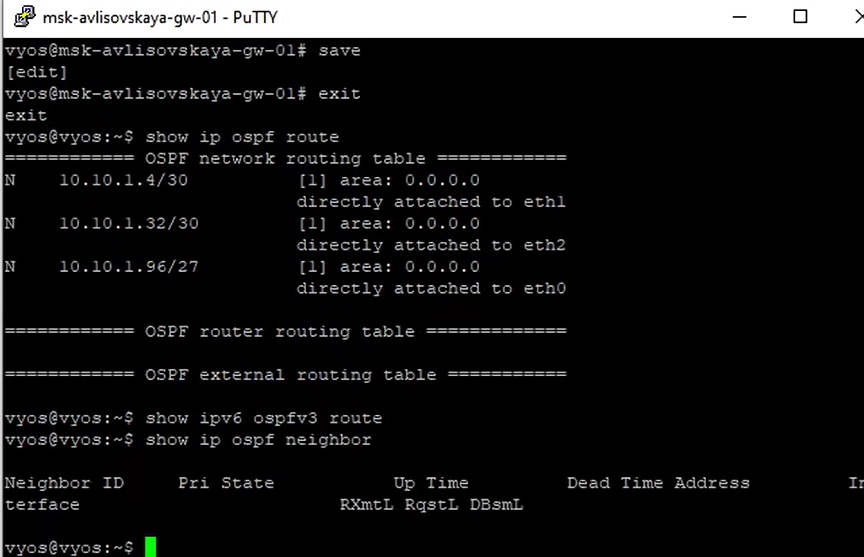 msk-avlisovskaya-gw-01 - PuTTY
vyos@msk-avlisovskaya-gw-01# save
[edit]
vyos@msk-avlisovskaya-gw-01# exit
exit
vyos@vyos:~$ show ip ospf route
============ OSPF network routing table ============
N    10.10.1.4/30          [1] area: 0.0.0.0
                           directly attached to eth1
N    10.10.1.32/30         [1] area: 0.0.0.0
                           directly attached to eth2
N    10.10.1.96/27         [1] area: 0.0.0.0
                           directly attached to eth0
============ OSPF router routing table =============
============ OSPF external routing table ===========
vyos@vyos:~$ show ipv6 ospfv3 route
vyos@vyos:~$ show ip ospf neighbor
Neighbor ID     Pri State           Up Time         Dead Time Address         In
terface                        RXmtL RqstL DBsmL
vyos@vyos:~$